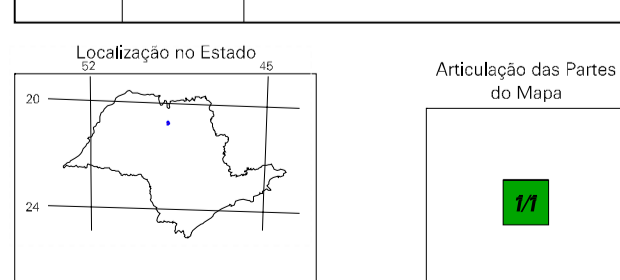 Localização no Estado
52 45
20
24
Articulação das Partes
do Mapa
1/1